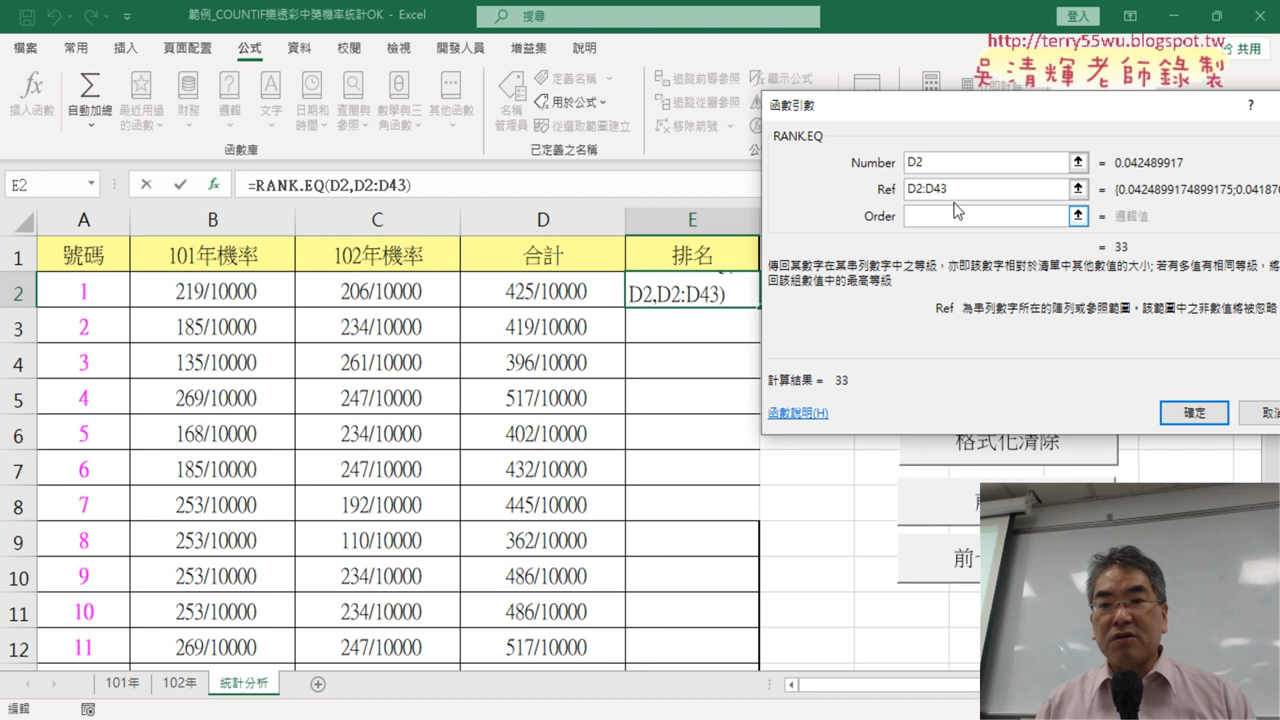 範例_COUNTIF樂透彩中獎機率統計OK - Excel
搜尋
登入
檔案 常用 插入 頁面配置 公式 資料 校閱 檢視 開發人員 增益集 說明
共用
http://terry55wu.blogspot.tw
吳清輝老師錄製
插入函數
自動加總
最近用過的函數
財務
邏輯
文字
日期和時間
查閱與參照
數學與三角函數
其他函數
函數庫
名稱管理員
定義名稱
用於公式
從選取範圍建立
已定義之名稱
追蹤前導參照
追蹤從屬參照
移除箭號
顯示公式
E2
=RANK.EQ(D2,D2:D43)
函數引數
?
RANK.EQ
Number D2 = 0.042489917
Ref D2:D43 = {0.0424899174899175;0.041870
Order = 邏輯值
= 33
傳回某數字在某串列數字中之等級，亦即該數字相對於清單中其他數值的大小; 若有多值有相同等級，將
回該組數值中的最高等級
Ref 為串列數字所在的陣列或參照範圍。該範圍中之非數值將被忽略
計算結果 = 33
函數說明(H)
確定
A B C D E
1 號碼 101年機率 102年機率 合計 排名
2 1 219/10000 206/10000 425/10000 D2,D2:D43)
3 2 185/10000 234/10000 419/10000
4 3 135/10000 261/10000 396/10000
5 4 269/10000 247/10000 517/10000
6 5 168/10000 234/10000 402/10000
7 6 185/10000 247/10000 432/10000
8 7 253/10000 192/10000 445/10000
9 8 253/10000 110/10000 362/10000
10 9 253/10000 234/10000 486/10000
11 10 253/10000 234/10000 486/10000
12 11 269/10000 247/10000 517/10000
格式化清除
101年 102年 統計分析
編輯